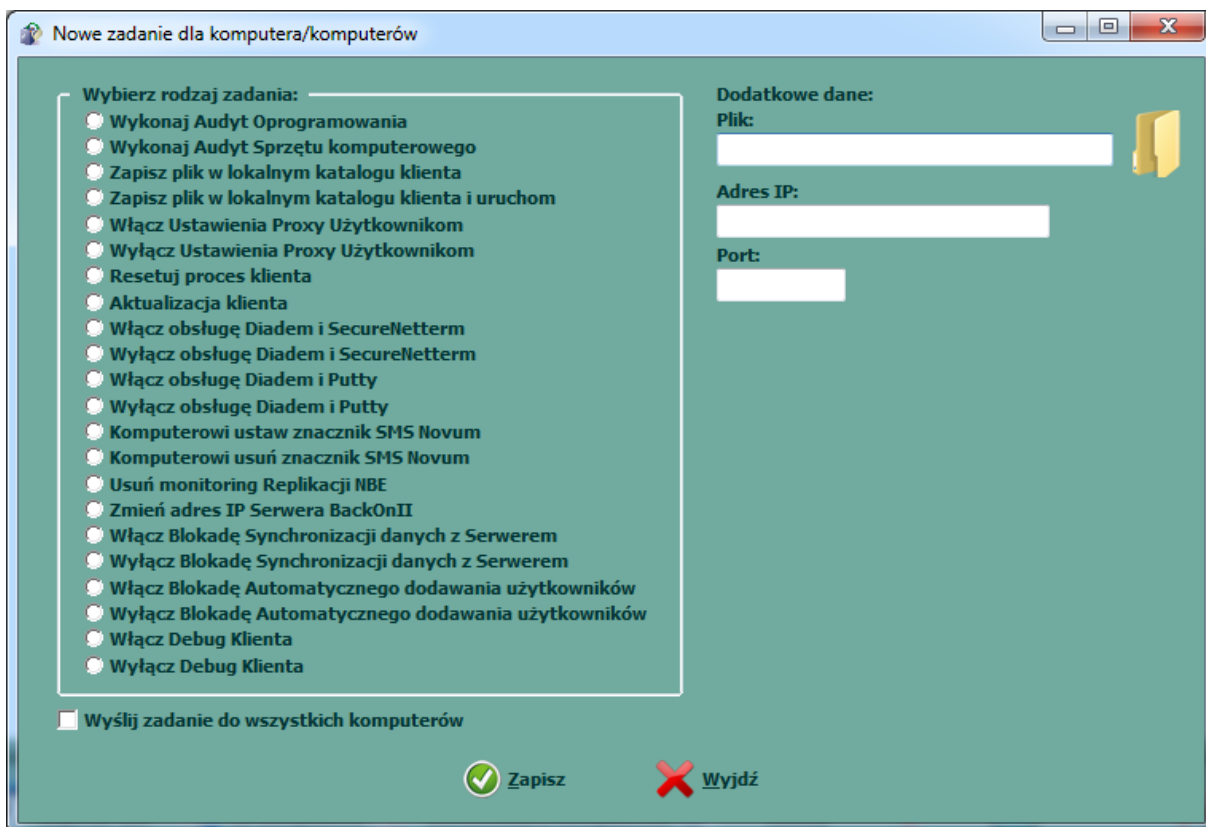 Nowe zadanie dla komputera/komputerów
Wybierz rodzaj zadania:
Wykonaj Audyt Oprogramowania
Wykonaj Audyt Sprzętu komputerowego
Zapisz plik w lokalnym katalogu klienta
Zapisz plik w lokalnym katalogu klienta i uruchom
Włącz Ustawienia Proxy Użytkownikom
Wyłącz Ustawienia Proxy Użytkownikom
Resetuj proces klienta
Aktualizacja klienta
Włącz obsługę Diadem i SecureNetterm
Wyłącz obsługę Diadem i SecureNetterm
Włącz obsługę Diadem i Putty
Wyłącz obsługę Diadem i Putty
Komputerowi ustaw znacznik SMS Novum
Komputerowi usuń znacznik SMS Novum
Usuń monitoring Replikacji NBE
Zmień adres IP Serwera BackOnII
Włącz Blokadę Synchronizacji danych z Serwerem
Wyłącz Blokadę Synchronizacji danych z Serwerem
Włącz Blokadę Automatycznego dodawania użytkowników
Wyłącz Blokadę Automatycznego dodawania użytkowników
Włącz Debug Klienta
Wyłącz Debug Klienta
Dodatkowe dane:
Plik:
Adres IP:
Port:
Wyślij zadanie do wszystkich komputerów
Zapisz
Wyjdź